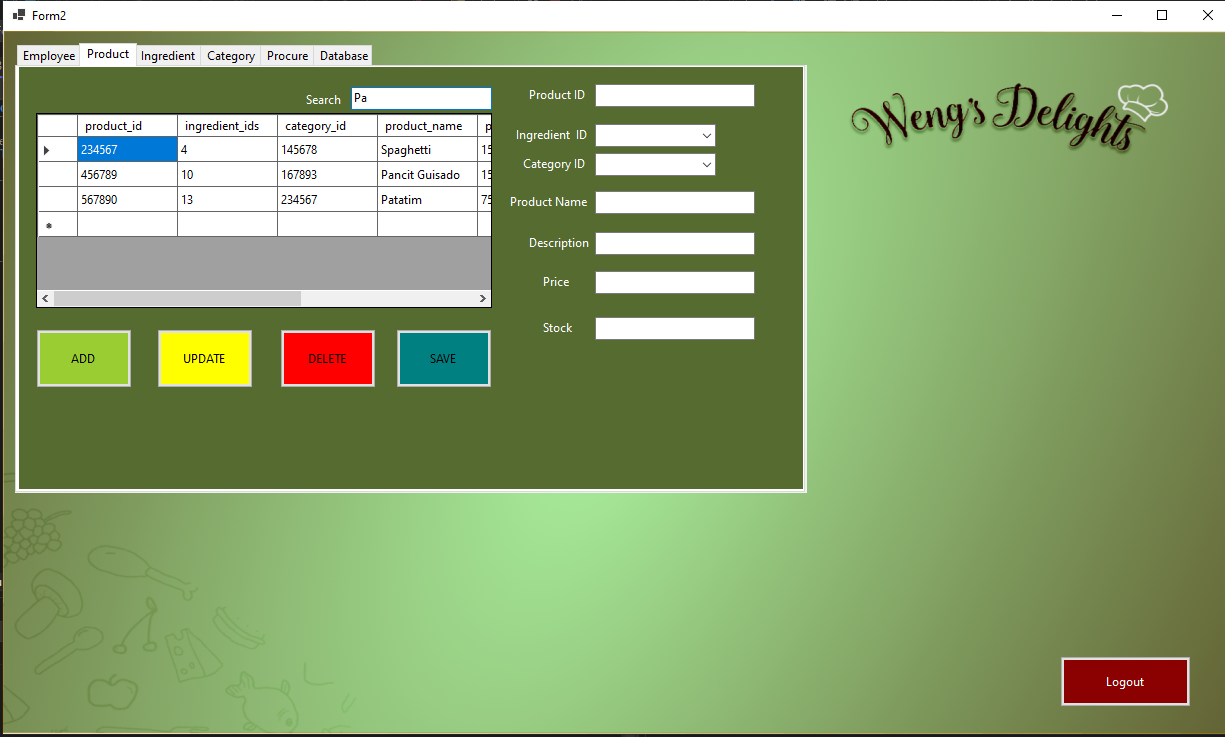 Form2
Employee Product Ingredient Category Procure Database
Weng's Delights
Search Pa
product_id ingredient_ids category_id product_name p
234567 4 145678 Spaghetti 15
456789 10 167893 Pancit Guisado 15
567890 13 234567 Patatim 75
ADD UPDATE DELETE SAVE
Product ID
Ingredient ID
Category ID
Product Name
Description
Price
Stock
Logout